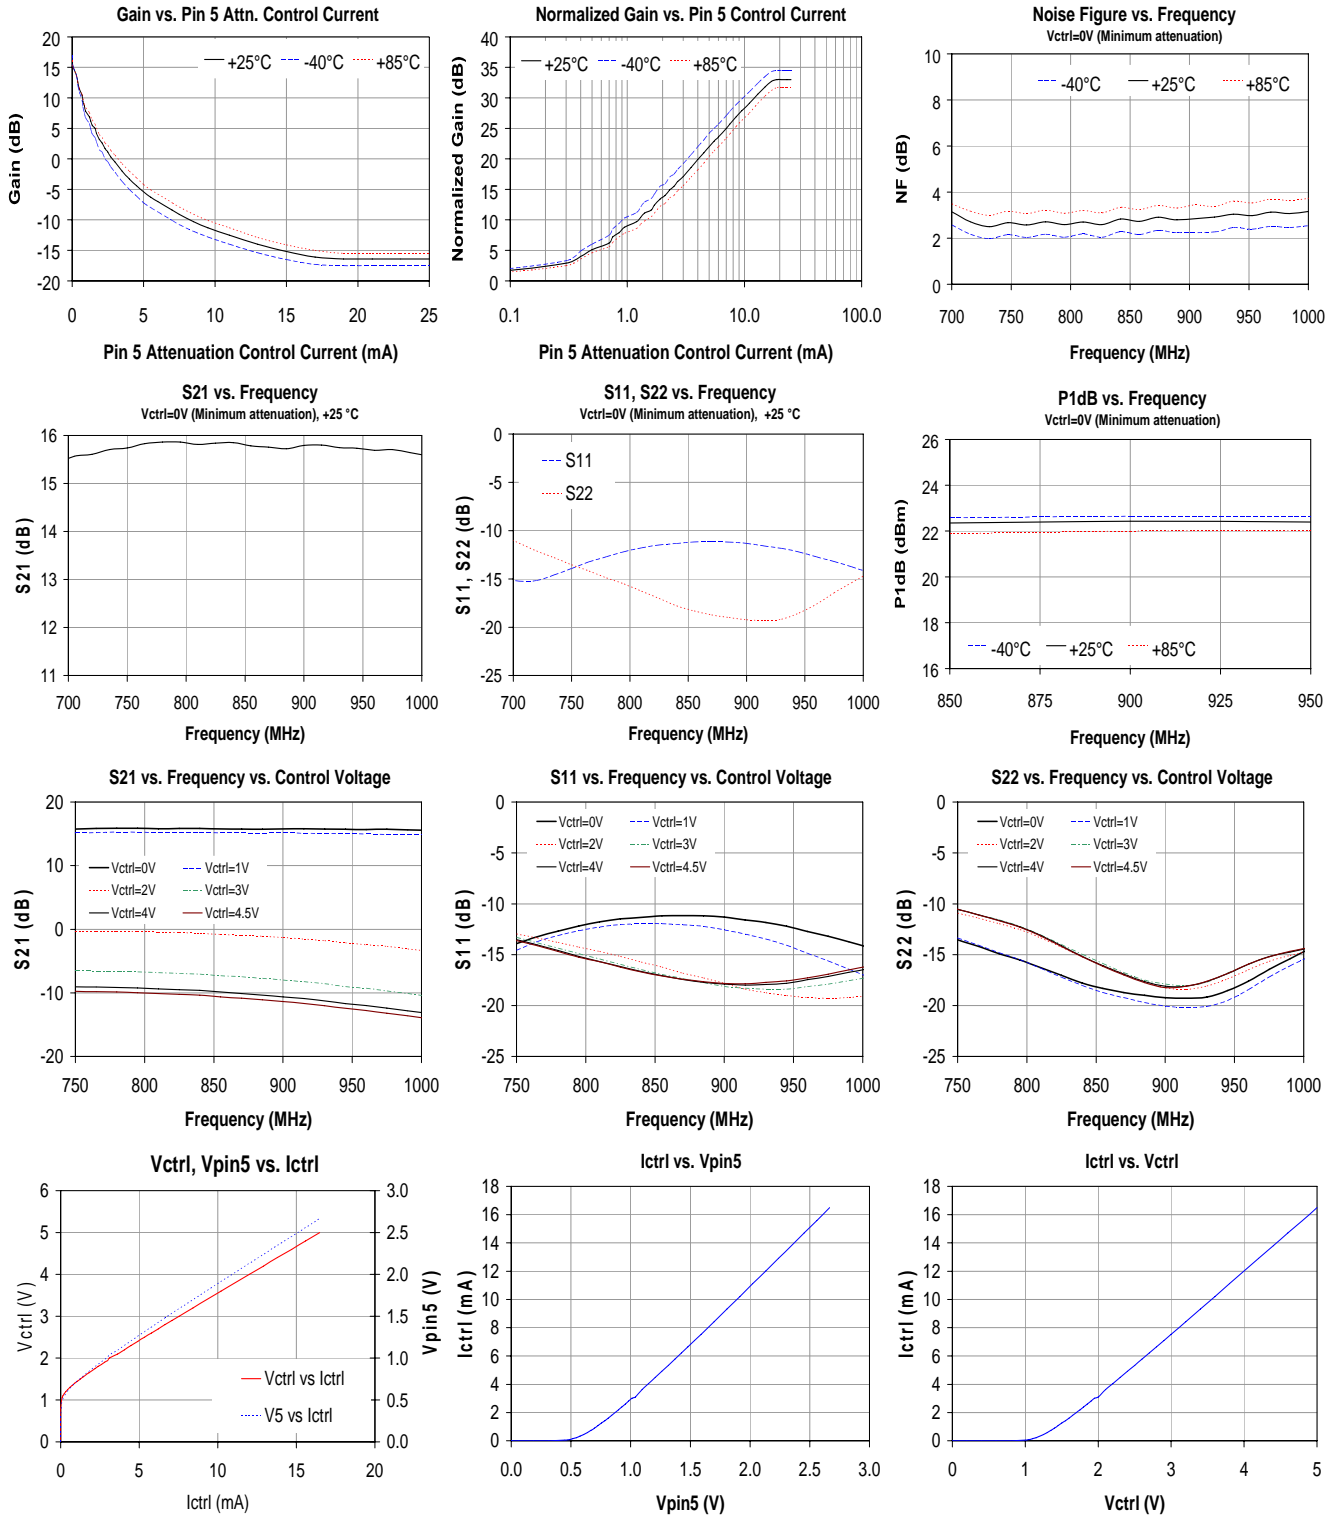 Gain vs. Pin 5 Attn. Control Current
20
15
10
5
0
-5
-10
-15
-20
Gain (dB)
+25°C -40°C +85°C
0 5 10 15 20 25
Pin 5 Attenuation Control Current (mA)
Normalized Gain vs. Pin 5 Control Current
40
35
30
25
20
15
10
5
0
Normalized Gain (dB)
+25°C -40°C +85°C
0.1 1.0 10.0 100.0
Pin 5 Attenuation Control Current (mA)
Noise Figure vs. Frequency
Vctrl=0V (Minimum attenuation)
10
8
6
4
2
0
NF (dB)
-40°C +25°C +85°C
700 750 800 850 900 950 1000
Frequency (MHz)
S21 vs. Frequency
Vctrl=0V (Minimum attenuation), +25 °C
16
15
14
13
12
11
S21 (dB)
700 750 800 850 900 950 1000
Frequency (MHz)
S11, S22 vs. Frequency
Vctrl=0V (Minimum attenuation), +25 °C
0
-5
-10
-15
-20
-25
S11, S22 (dB)
S11
S22
700 750 800 850 900 950 1000
Frequency (MHz)
P1dB vs. Frequency
Vctrl=0V (Minimum attenuation)
26
24
22
20
18
16
P1dB (dBm)
-40°C +25°C +85°C
850 875 900 925 950
Frequency (MHz)
S21 vs. Frequency vs. Control Voltage
20
10
0
-10
-20
S21 (dB)
Vctrl=0V Vctrl=1V
Vctrl=2V Vctrl=3V
Vctrl=4V Vctrl=4.5V
750 800 850 900 950 1000
Frequency (MHz)
S11 vs. Frequency vs. Control Voltage
0
-5
-10
-15
-20
-25
S11 (dB)
Vctrl=0V Vctrl=1V
Vctrl=2V Vctrl=3V
Vctrl=4V Vctrl=4.5V
750 800 850 900 950 1000
Frequency (MHz)
S22 vs. Frequency vs. Control Voltage
0
-5
-10
-15
-20
-25
S22 (dB)
Vctrl=0V Vctrl=1V
Vctrl=2V Vctrl=3V
Vctrl=4V Vctrl=4.5V
750 800 850 900 950 1000
Frequency (MHz)
Vctrl, Vpin5 vs. Ictrl
6
5
4
3
2
1
0
Vctrl (V)
3.0
2.5
2.0
1.5
1.0
0.5
0.0
Vpin5 (V)
Vctrl vs Ictrl
V5 vs Ictrl
0 5 10 15 20
Ictrl (mA)
Ictrl vs. Vpin5
18
16
14
12
10
8
6
4
2
0
Ictrl (mA)
0.0 0.5 1.0 1.5 2.0 2.5 3.0
Vpin5 (V)
Ictrl vs. Vctrl
18
16
14
12
10
8
6
4
2
0
Ictrl (mA)
0 1 2 3 4 5
Vctrl (V)